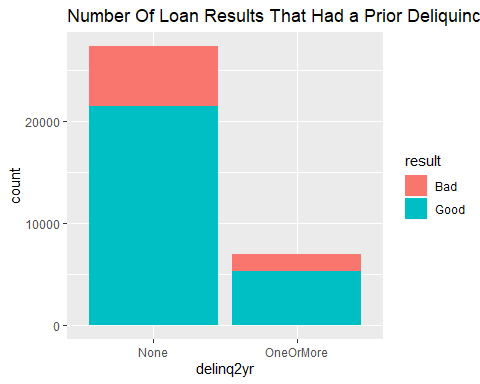 Number Of Loan Results That Had a Prior Deliquinc
20000
10000
0
count
None
OneOrMore
delinq2yr
result
Bad
Good